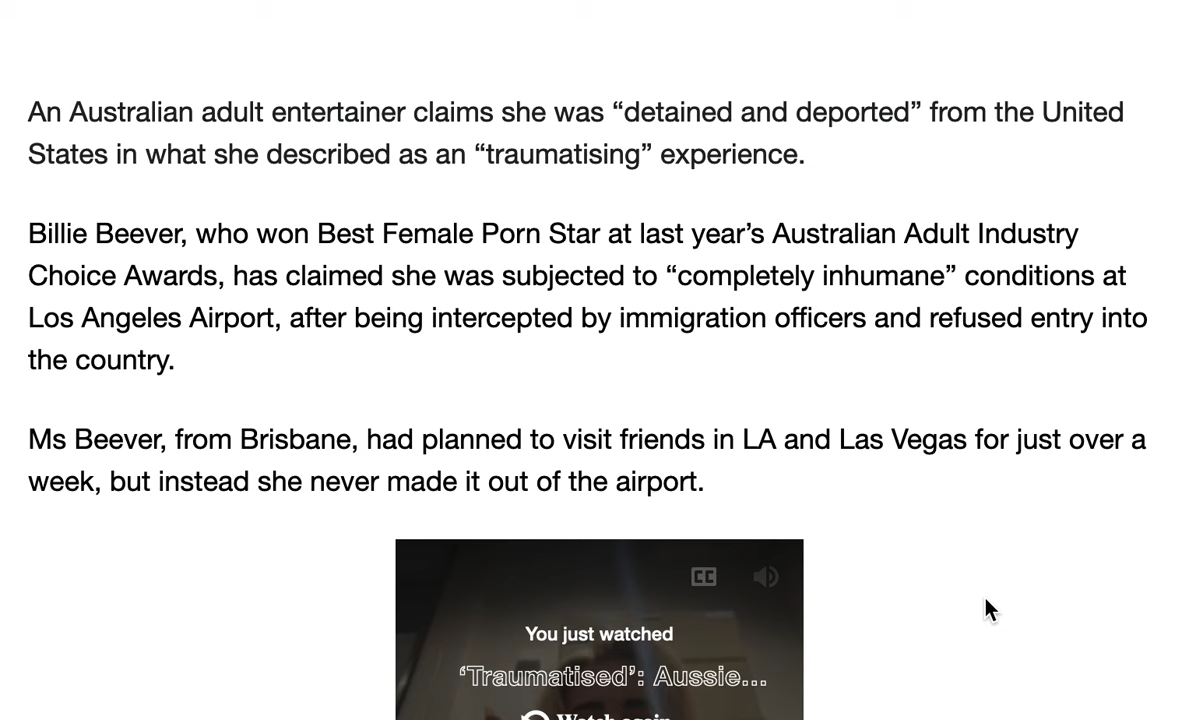 An Australian adult entertainer claims she was “detained and deported” from the United
States in what she described as an “traumatising” experience.
Billie Beever, who won Best Female Porn Star at last year’s Australian Adult Industry
Choice Awards, has claimed she was subjected to “completely inhumane” conditions at
Los Angeles Airport, after being intercepted by immigration officers and refused entry into
the country.
Ms Beever, from Brisbane, had planned to visit friends in LA and Las Vegas for just over a
week, but instead she never made it out of the airport.
CC
You just watched
‘Traumatised’: Aussie...
Watch again